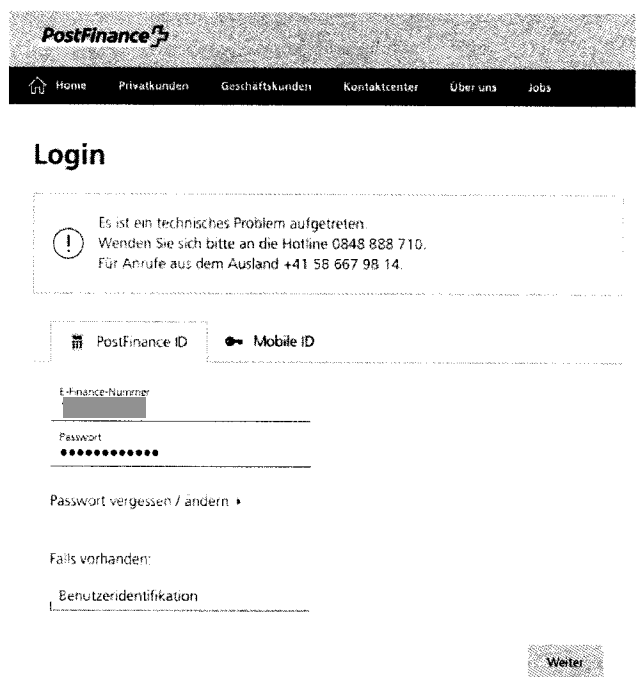 PostFinance
Home Privatkunden Geschäftskunden Kontaktcenter Über uns Jobs
Login
Es ist ein technisches Problem aufgetreten.
Wenden Sie sich bitte an die Hotline 0848 888 710.
Für Anrufe aus dem Ausland +41 58 667 98 14.
PostFinance ID Mobile ID
E-Finance-Nummer
Passwort
••••••••••••
Passwort vergessen / ändern
Falls vorhanden:
Benutzeridentifikation
Weiter